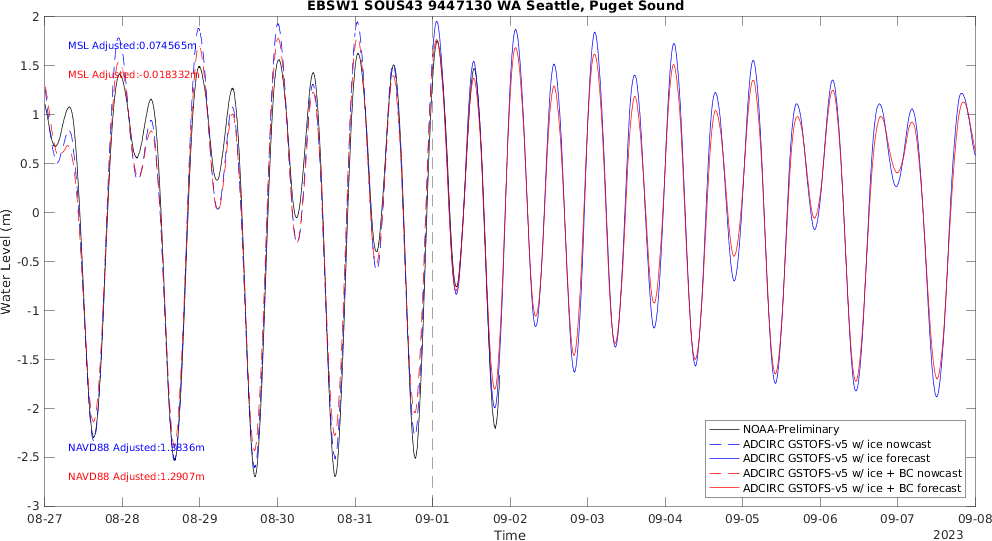 EBSW1 SOUS43 9447130 WA Seattle, Puget Sound
2
1.5
1
0.5
0
-0.5
-1
-1.5
-2
-2.5
-3
Water Level (m)
MSL Adjusted:0.074565m
MSL Adjusted:-0.018332m
NAVD88 Adjusted:1.3836m
NAVD88 Adjusted:1.2907m
NOAA-Preliminary
ADCIRC GSTOFS-v5 w/ ice nowcast
ADCIRC GSTOFS-v5 w/ ice forecast
ADCIRC GSTOFS-v5 w/ ice + BC nowcast
ADCIRC GSTOFS-v5 w/ ice + BC forecast
08-27 08-28 08-29 08-30 08-31 09-01 09-02 09-03 09-04 09-05 09-06 09-07 09-08
Time
2023